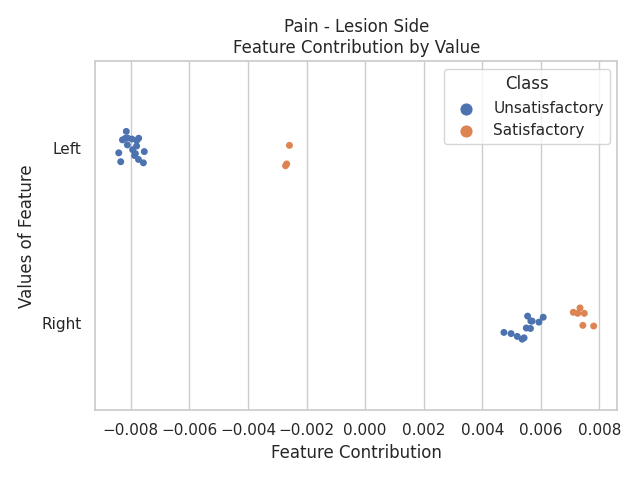 Pain - Lesion Side
Feature Contribution by Value
Class
Unsatisfactory
Satisfactory
Values of Feature
Left
Right
−0.008 −0.006 −0.004 −0.002 0.000 0.002 0.004 0.006 0.008
Feature Contribution